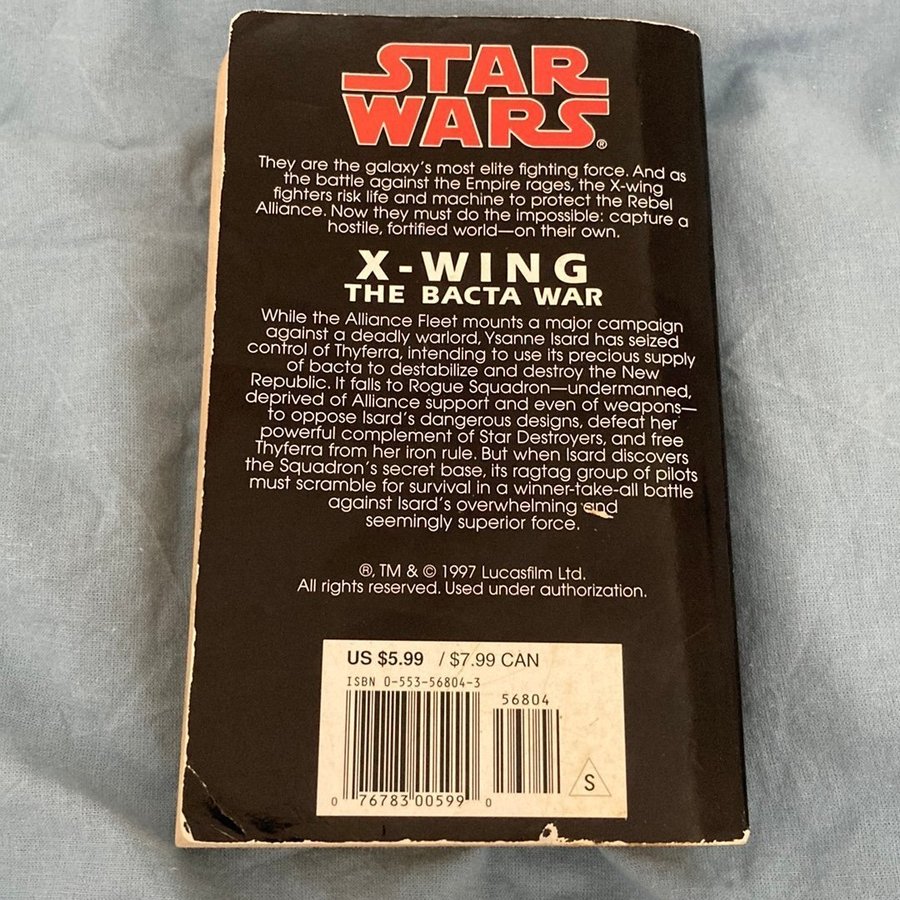 STAR
WARS®
They are the galaxy's most elite fighting force. And as
the battle against the Empire rages, the X-wing
fighters risk life and machine to protect the Rebel
Alliance. Now they must do the impossible: capture a
hostile, fortified world—on their own.
X-WING
THE BACTA WAR
While the Alliance Fleet mounts a major campaign
against a deadly warlord, Ysanne Isard has seized
control of Thyferra, intending to use its precious supply
of bacta to destabilize and destroy the New
Republic. It falls to Rogue Squadron—undermanned,
deprived of Alliance support and even of weapons—
to oppose Isard's dangerous designs, defeat her
powerful complement of Star Destroyers, and free
Thyferra from her iron rule. But when Isard discovers
the Squadron's secret base, its ragtag group of pilots
must scramble for survival in a winner-take-all battle
against Isard's overwhelming and
seemingly superior force.
®, TM & © 1997 Lucasfilm Ltd.
All rights reserved. Used under authorization.
US $5.99 / $7.99 CAN
ISBN 0-553-56804-3
56804
0 76783 00599 0
S